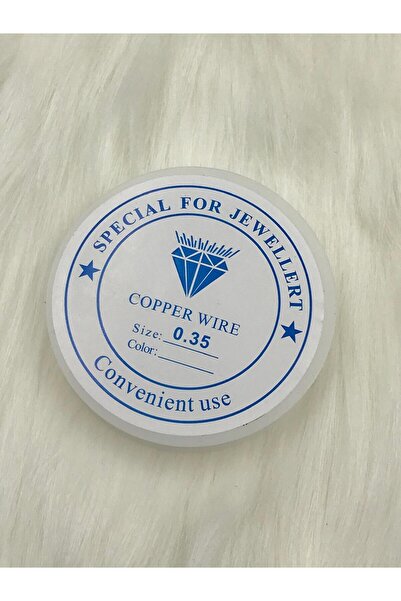 SPECIAL FOR JEWELLERT
COPPER WIRE
Size: 0.35
Color:
Convenient use